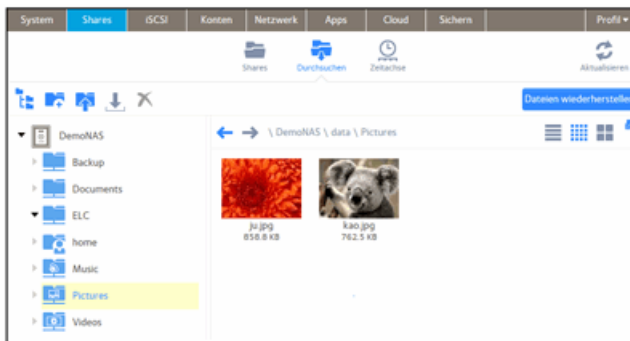 System Shares iSCSI Konten Netzwerk Apps Cloud Sichern Profil
Shares Durchsuchen Zeitachse Aktualisieren
Dateien wiederherstellen
DemoNAS
\ DemoNAS \ data \ Pictures
Backup
Documents
ELC
home
Music
Pictures
Videos
ju.jpg
858.8 KB
kao.jpg
762.5 KB